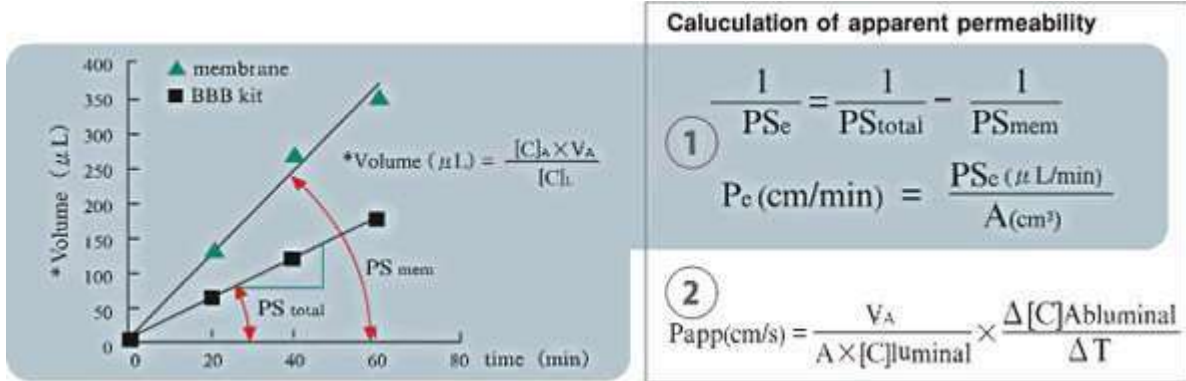 Caluculation of apparent permeability
400
350
300
250
200
150
100
50
0
* Volume (μL)
membrane
BBB kit
*Volume (μL) = [C]A × VA / [C]L
PS mem
PS total
0 20 40 60 80
time (min)
①
1/PSe = 1/PStotal − 1/PSmem
Pe (cm/min) = PSe (μL/min) / A(cm³)
②
Papp(cm/s) = VA / A×[C]luminal × Δ[C]Abluminal / ΔT